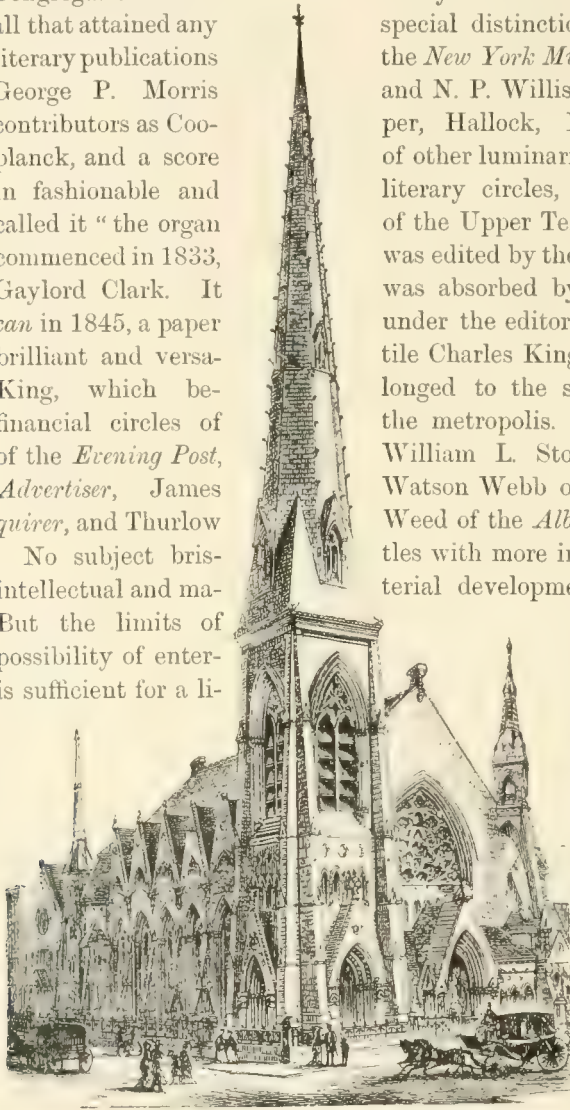 all that attained any special distinctio
iterary publications the New York Mi
George P. Morris and N. P. Willis
contributors as Coo- per, Hallock,
planck, and a score of other luminari
in fashionable and literary circles,
called it “ the organ of the Upper Te
commenced in 1833, was edited by the
Gaylord Clark. It was absorbed by
can in 1845, a paper under the editor
brilliant and versa- tile Charles King
King, which be- longed to the s
financial circles of the metropolis.
of the Evening Post, William L. Sto
Advertiser, James Watson Webb o
quirer, and Thurlow Weed of the Alb
No subject bris- tles with more in
intellectual and ma- terial developme
But the limits of
possibility of enter-
is sufficient for a li-